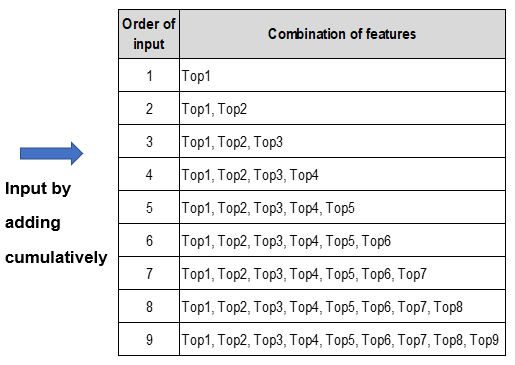 Input by
adding
cumulatively
Order of
input
Combination of features
1 Top1
2 Top1, Top2
3 Top1, Top2, Top3
4 Top1, Top2, Top3, Top4
5 Top1, Top2, Top3, Top4, Top5
6 Top1, Top2, Top3, Top4, Top5, Top6
7 Top1, Top2, Top3, Top4, Top5, Top6, Top7
8 Top1, Top2, Top3, Top4, Top5, Top6, Top7, Top8
9 Top1, Top2, Top3, Top4, Top5, Top6, Top7, Top8, Top9